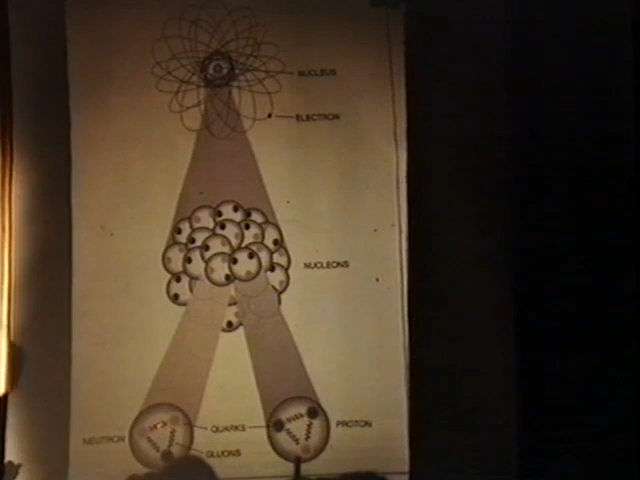 NUCLEUS
ELECTRON
NUCLEONS
NEUTRON
QUARKS
PROTON
GLUONS